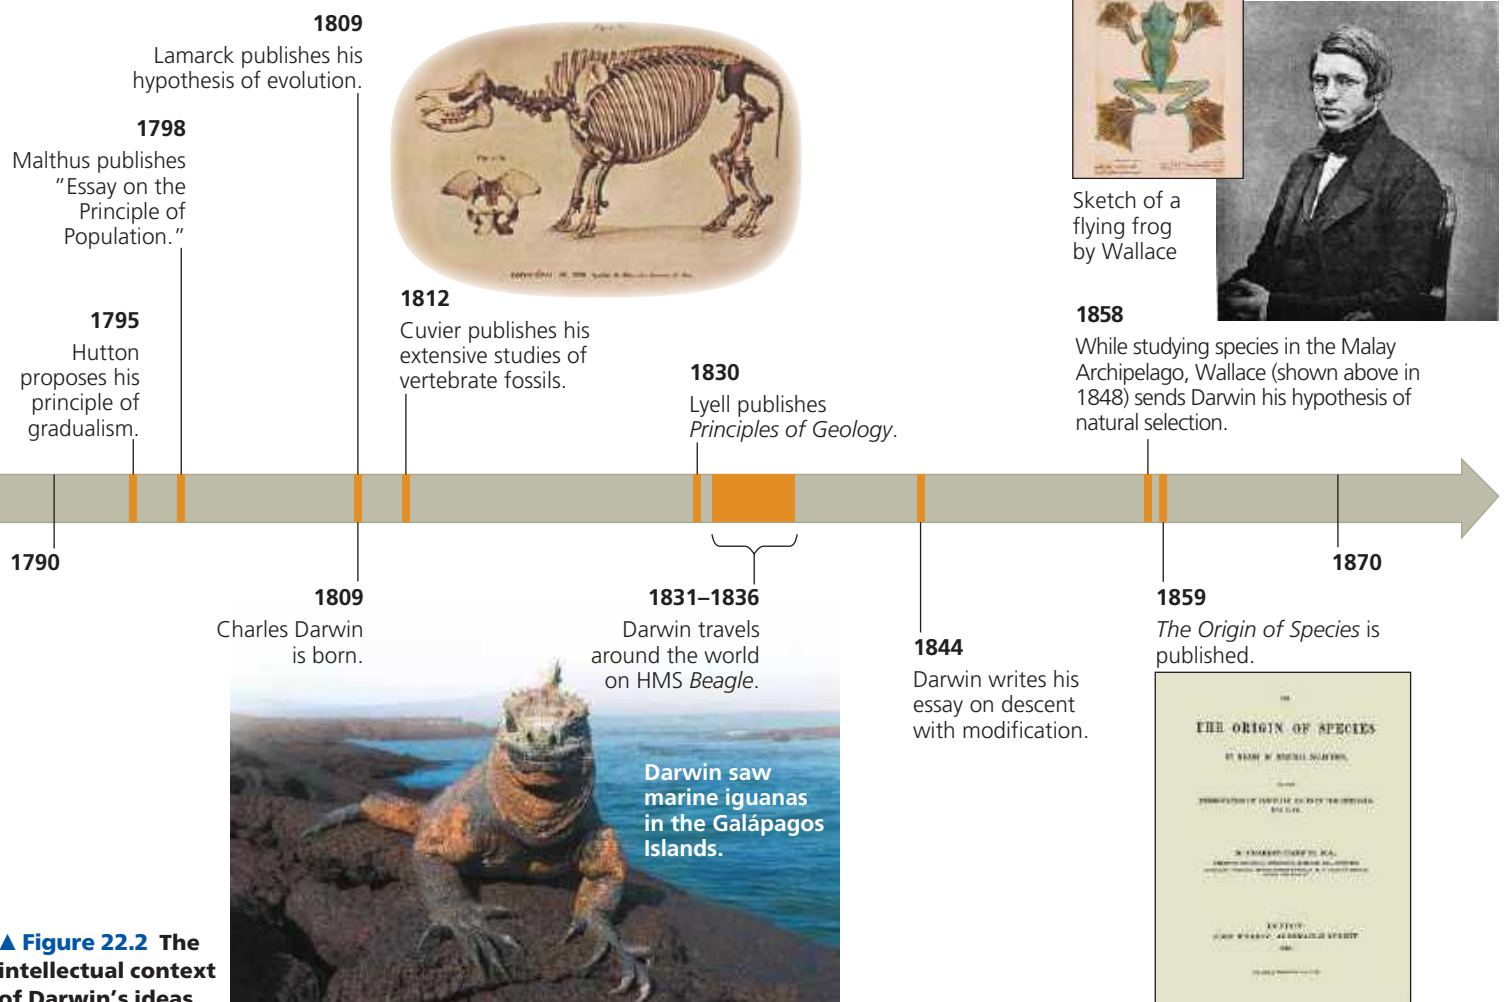 1809
Lamarck publishes his
hypothesis of evolution.
1798
Malthus publishes
"Essay on the
Principle of
Population."
1795
Hutton
proposes his
principle of
gradualism.
1812
Cuvier publishes his
extensive studies of
vertebrate fossils.
1830
Lyell publishes
Principles of Geology.
Sketch of a
flying frog
by Wallace
1858
While studying species in the Malay
Archipelago, Wallace (shown above in
1848) sends Darwin his hypothesis of
natural selection.
1790
1870
1809
Charles Darwin
is born.
1831–1836
Darwin travels
around the world
on HMS Beagle.
1844
Darwin writes his
essay on descent
with modification.
1859
The Origin of Species is
published.
Darwin saw
marine iguanas
in the Galápagos
Islands.
THE ORIGIN OF SPECIES
▲ Figure 22.2 The
intellectual context
of Darwin's ideas